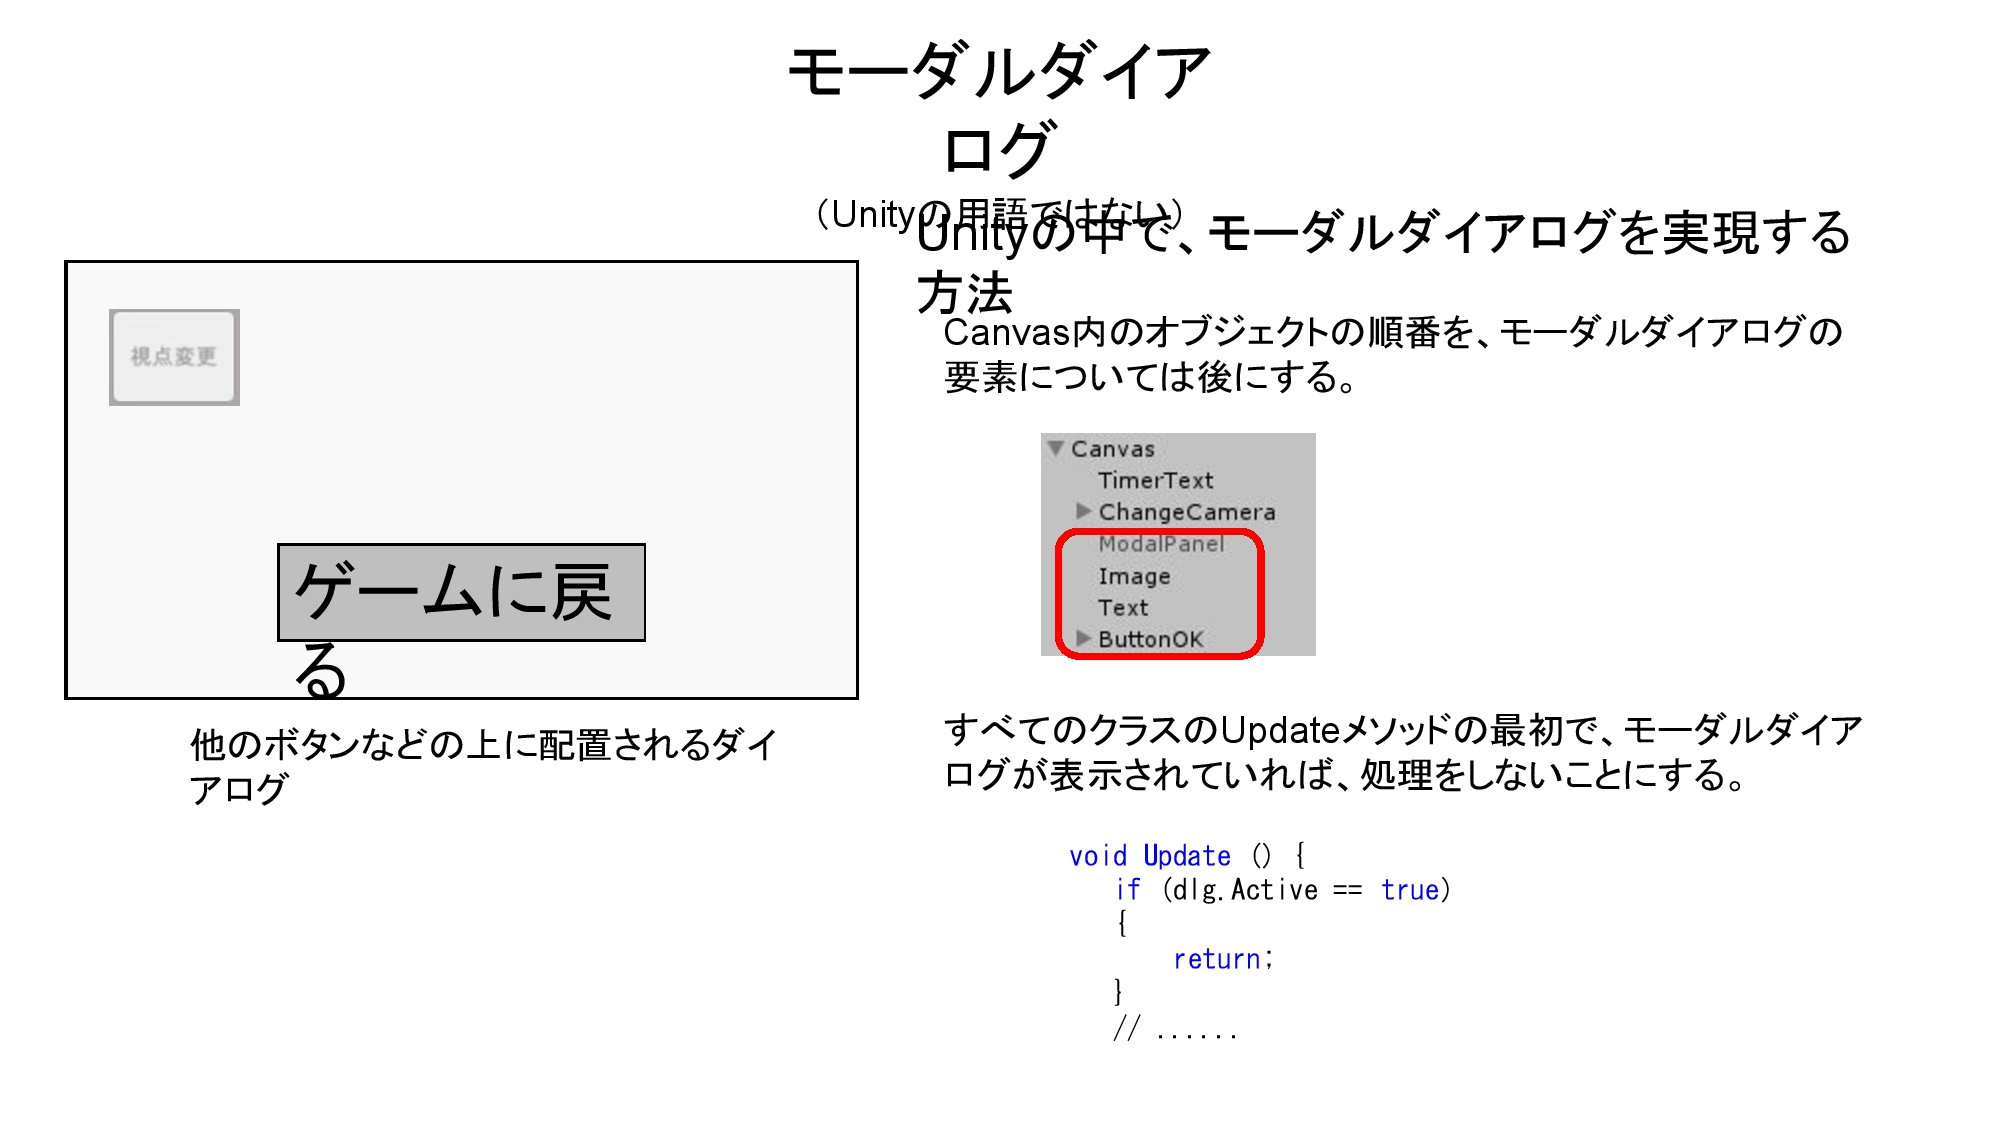 モーダルダイア
ログ
（Unityの用語ではない）
視点変更
ゲームに戻
る
他のボタンなどの上に配置されるダイ
アログ
Unityの中で、モーダルダイアログを実現する
方法
Canvas内のオブジェクトの順番を、モーダルダイアログの
要素については後にする。
Canvas
TimerText
ChangeCamera
ModalPanel
Image
Text
ButtonOK
すべてのクラスのUpdateメソッドの最初で、モーダルダイア
ログが表示されていれば、処理をしないことにする。
void Update () {
if (dlg.Active == true)
{
return;
}
// ......